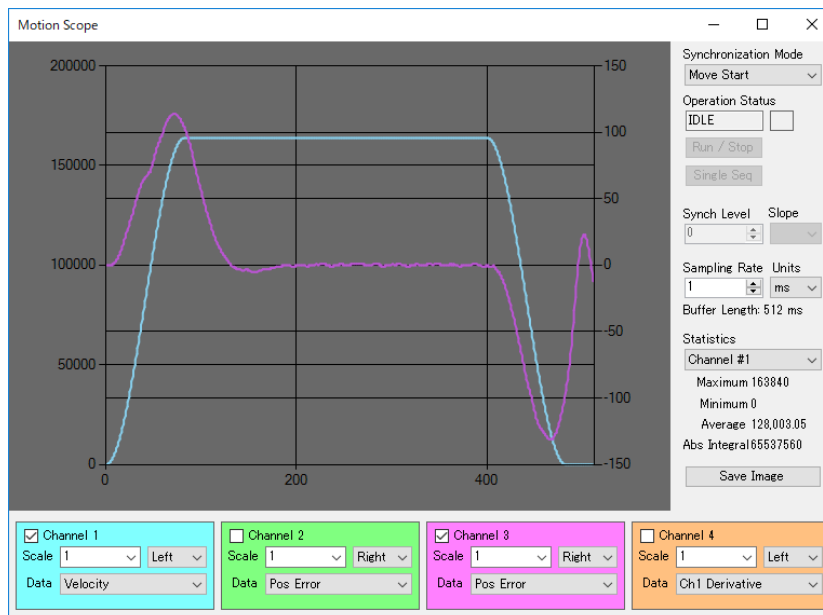 Motion Scope
200000
150000
100000
50000
0
0
200
400
150
100
50
0
-50
-100
-150
Synchronization Mode
Move Start
Operation Status
IDLE
Run / Stop
Single Seq
Synch Level Slope
0
Sampling Rate Units
1 ms
Buffer Length: 512 ms
Statistics
Channel #1
Maximum 163840
Minimum 0
Average 128,003.05
Abs Integral 65537560
Save Image
Channel 1
Scale 1 Left
Data Velocity
Channel 2
Scale 1 Right
Data Pos Error
Channel 3
Scale 1 Right
Data Pos Error
Channel 4
Scale 1 Left
Data Ch1 Derivative